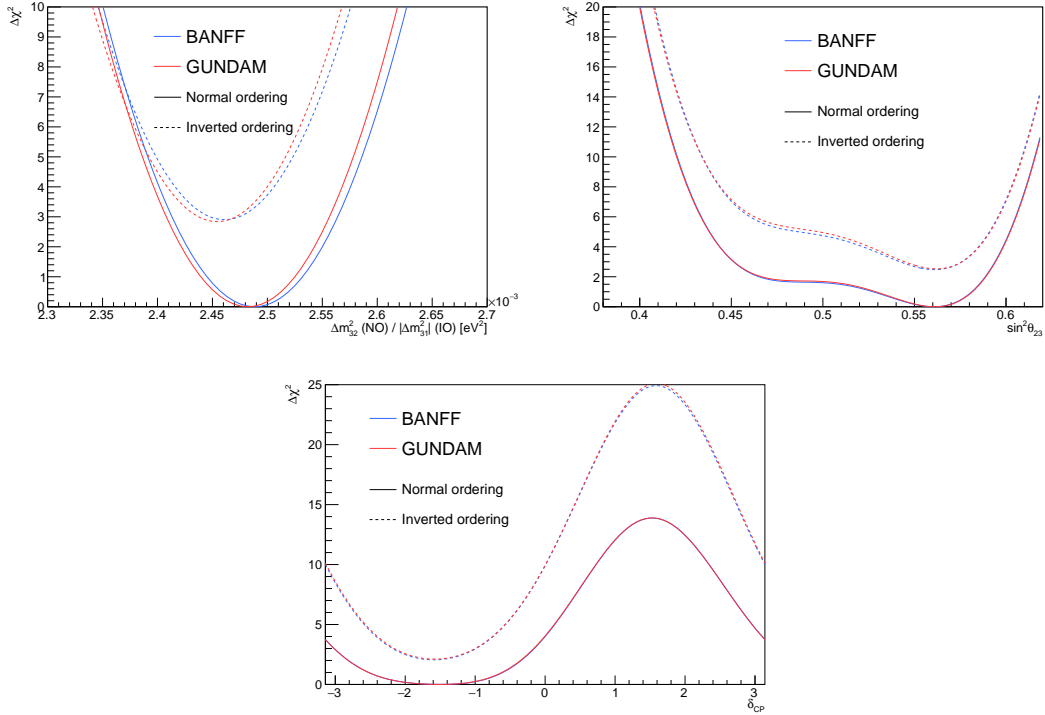 Δχ²
10
9
8
7
6
5
4
3
2
1
0
BANFF
GUNDAM
Normal ordering
Inverted ordering
2.3 2.35 2.4 2.45 2.5 2.55 2.6 2.65 2.7
×10⁻³
Δm²₃₂ (NO) / |Δm²₃₁| (IO) [eV²]
Δχ²
20
18
16
14
12
10
8
6
4
2
0
BANFF
GUNDAM
Normal ordering
Inverted ordering
0.4 0.45 0.5 0.55 0.6
sin²θ₂₃
Δχ²
25
20
15
10
5
0
BANFF
GUNDAM
Normal ordering
Inverted ordering
−3 −2 −1 0 1 2 3
δCP